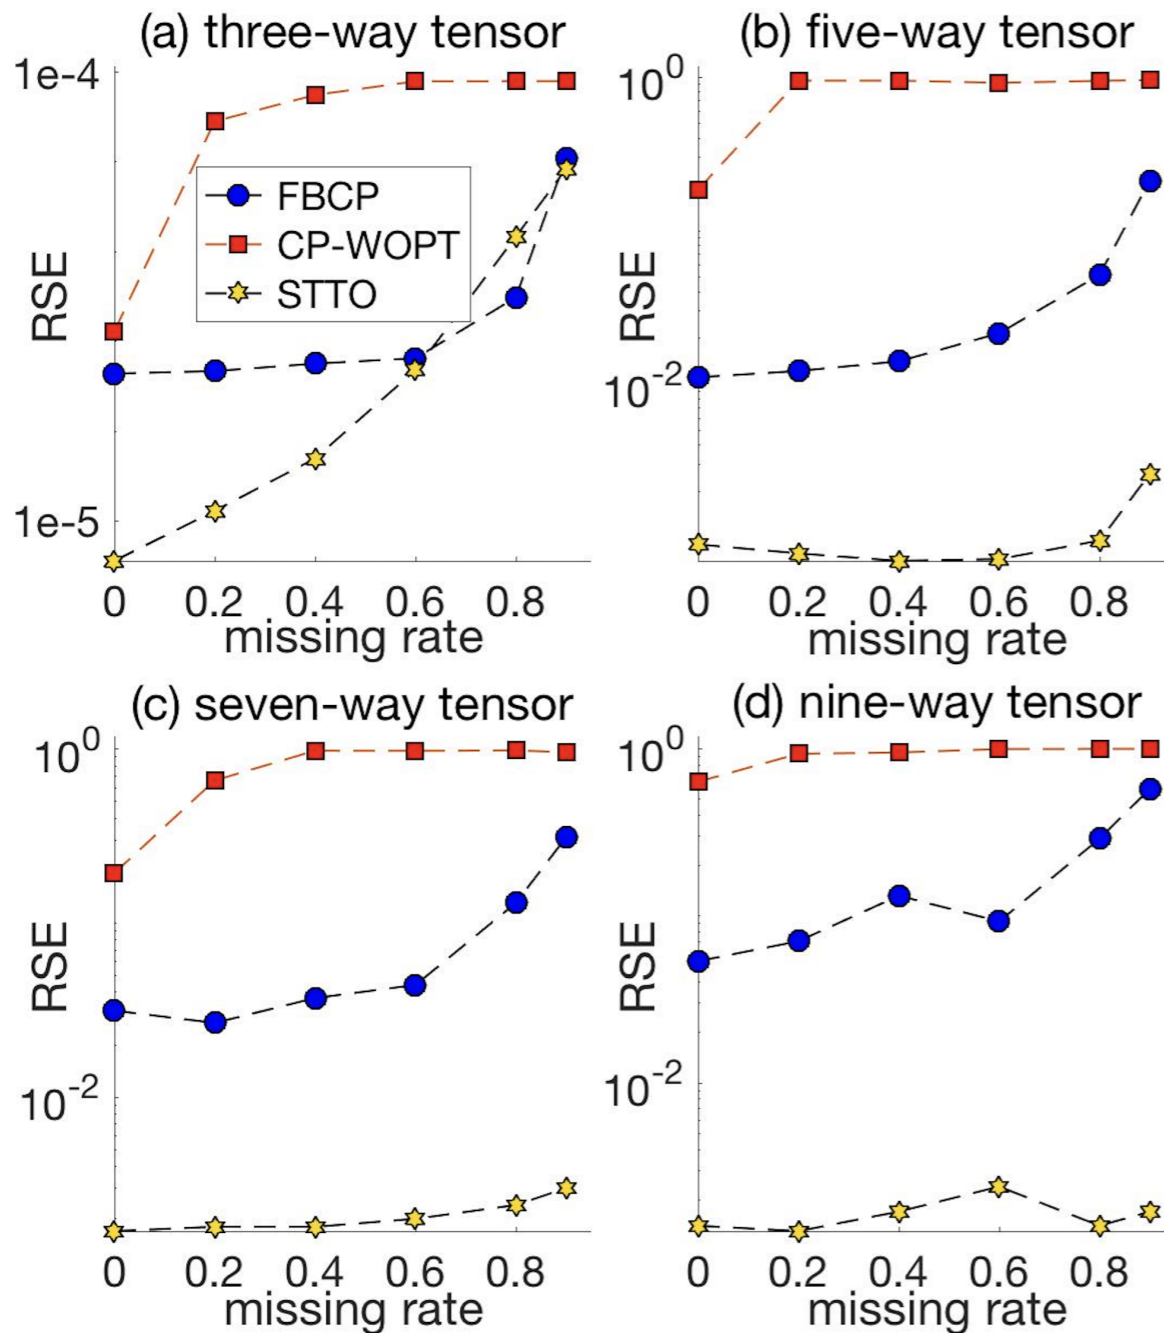 (a) three-way tensor
1e-4
1e-5
RSE
FBCP
CP-WOPT
STTO
0 0.2 0.4 0.6 0.8
missing rate
(b) five-way tensor
10^0
10^-2
RSE
0 0.2 0.4 0.6 0.8
missing rate
(c) seven-way tensor
10^0
10^-2
RSE
0 0.2 0.4 0.6 0.8
missing rate
(d) nine-way tensor
10^0
10^-2
RSE
0 0.2 0.4 0.6 0.8
missing rate